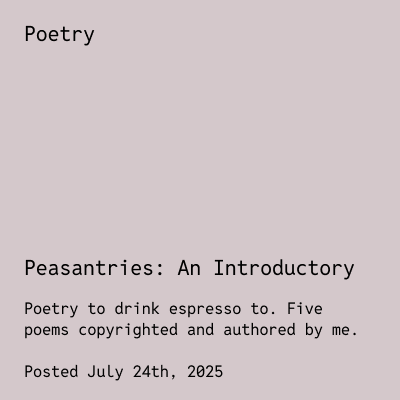 Poetry
Peasantries: An Introductory
Poetry to drink espresso to. Five
poems copyrighted and authored by me.
Posted July 24th, 2025